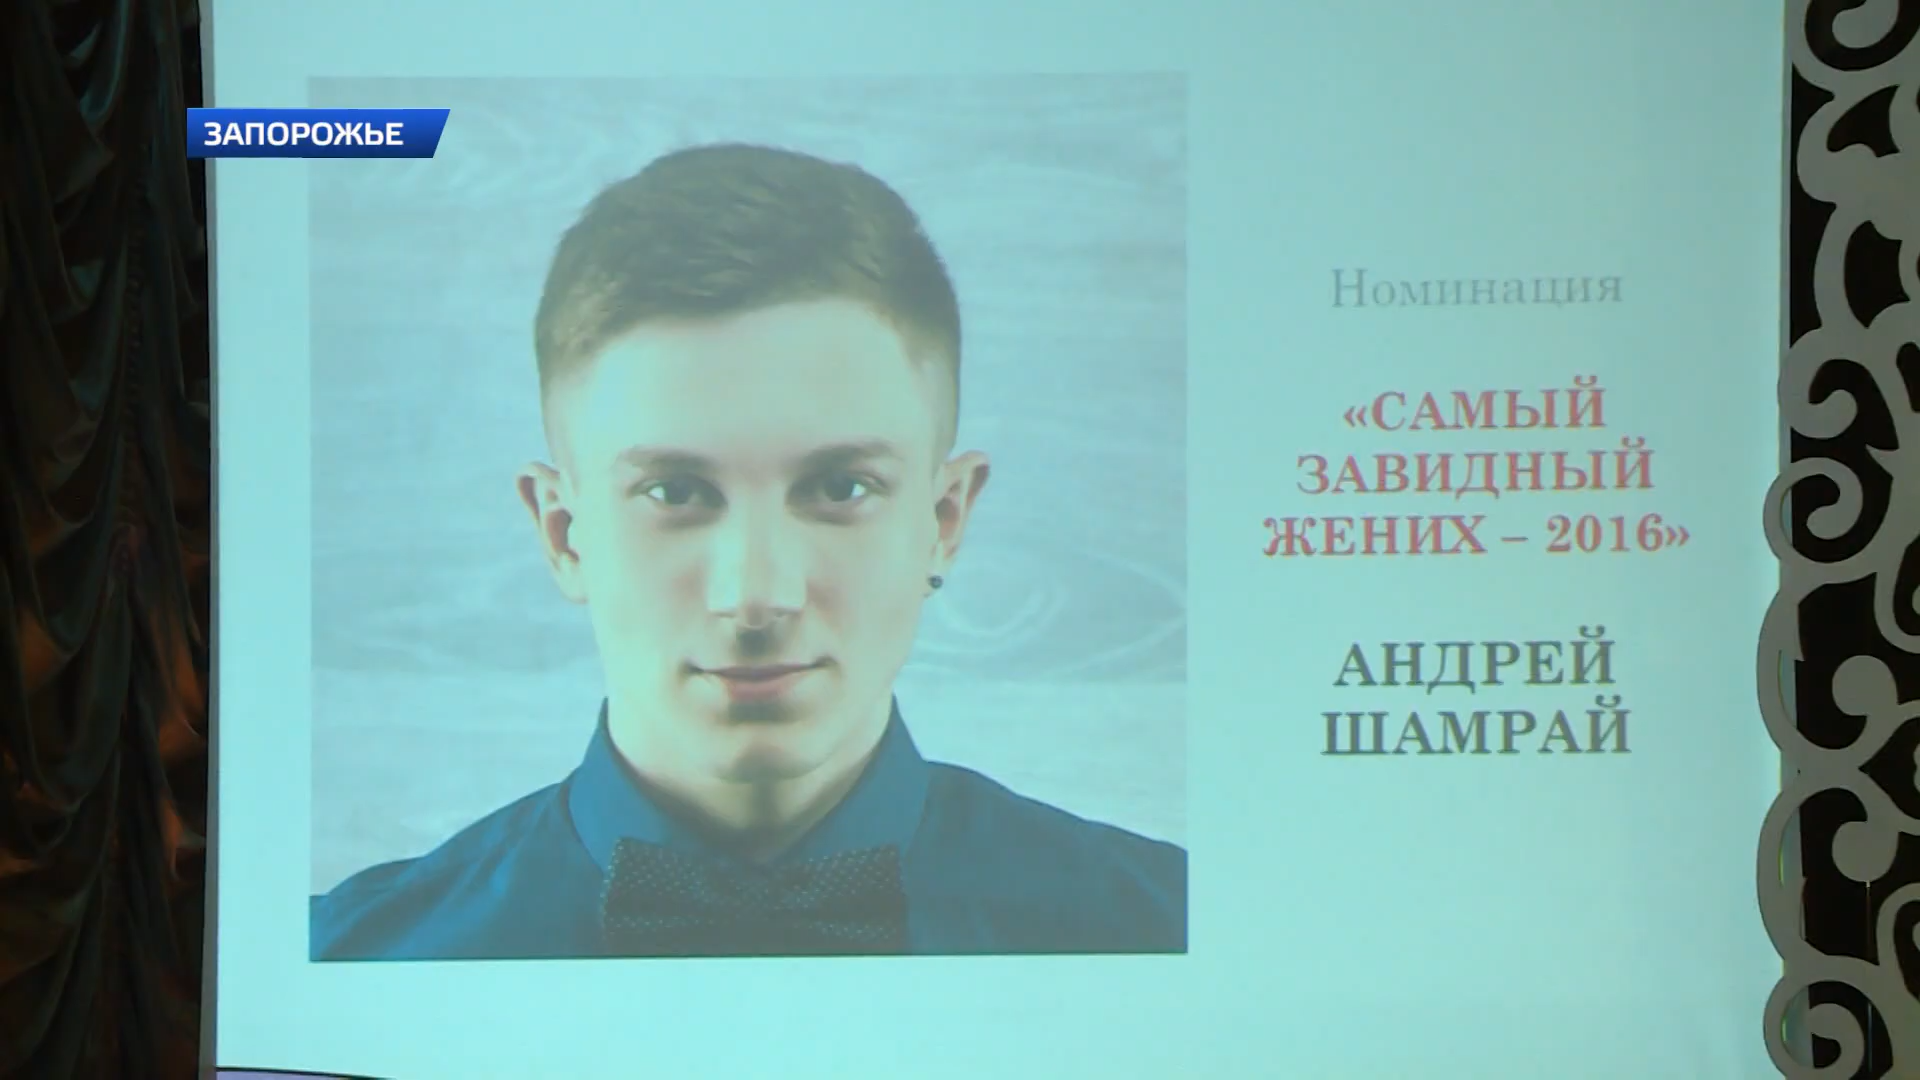 ЗАПОРОЖЬЕ
Номинация
«САМЫЙ
ЗАВИДНЫЙ
ЖЕНИХ – 2016»
АНДРЕЙ
ШАМРАЙ